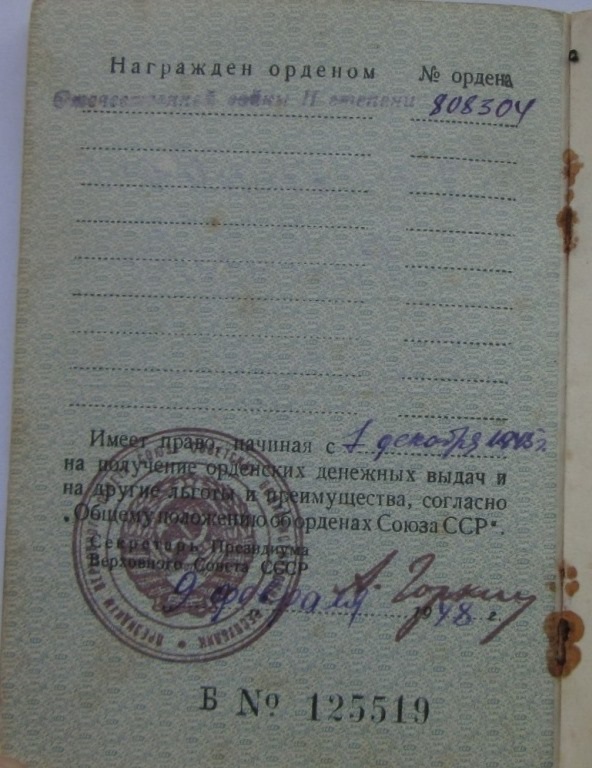 Награжден орденом № ордена
Отечественной войны II степени 808304
Имеет право, начиная с 1 декабря 1945 г.
на получение орденских денежных выдач и
на другие льготы и преимущества, согласно
„Общему положению об орденах Союза ССР“.
Секретарь Президиума
Верховного Совета СССР
А. Горкин
9 февраля 1948 г.
Б № 125519